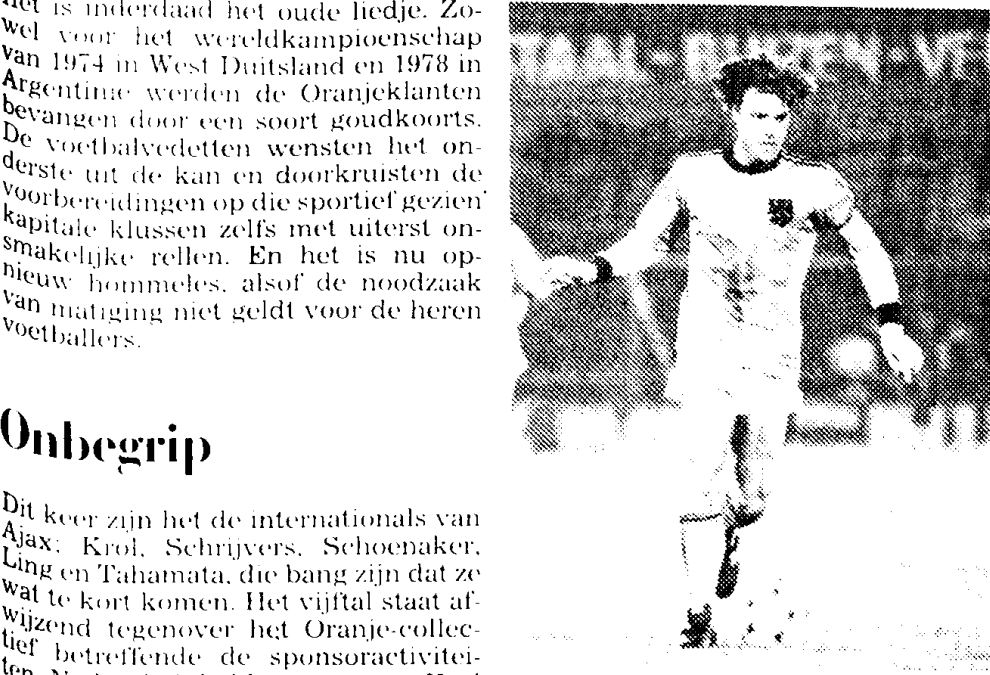 het is inderdaad het oude liedje. Zo-
wel voor het wereldkampioenschap
van 1974 in West Duitsland en 1978 in
Argentinie werden de Oranjeklanten
bevangen door een soort goudkoorts.
De voetbalvedetten wensten het on-
derste uit de kan en doorkruisten de
voorbereidingen op die sportief gezien
kapitale klussen zelfs met uiterst on-
smakelijke rellen. En het is nu op-
nieuw hommeles, alsof de noodzaak
van matiging niet geldt voor de heren
voetballers.
Onbegrip
Dit keer zijn het de internationals van
Ajax: Krol, Schrijvers, Schoenaker,
Ling en Tahamata, die bang zijn dat ze
wat te kort komen. Het vijftal staat af-
wijzend tegenover het Oranje-collec-
tief betreffende de sponsoractivitei-